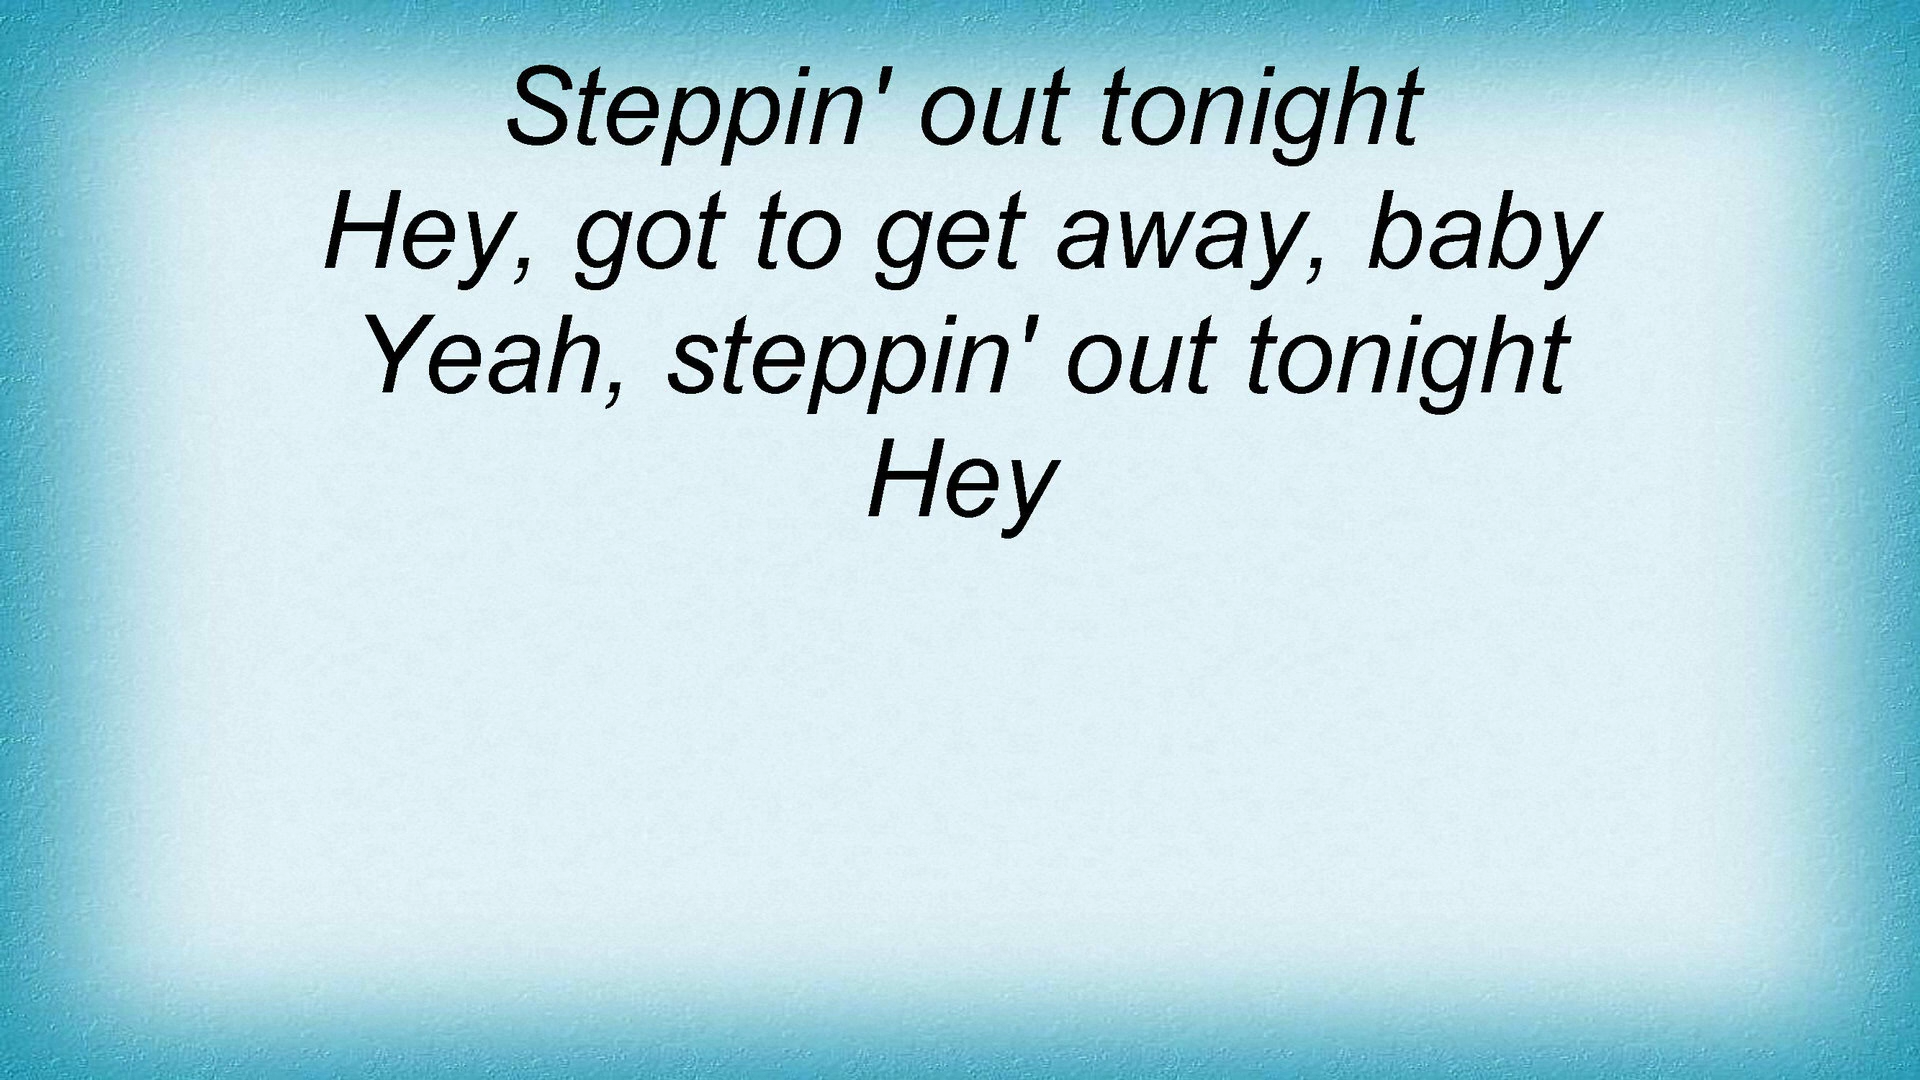 Steppin' out tonight
Hey, got to get away, baby
Yeah, steppin' out tonight
Hey